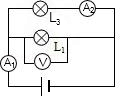 L₃ A₂
L₁
A₁ V